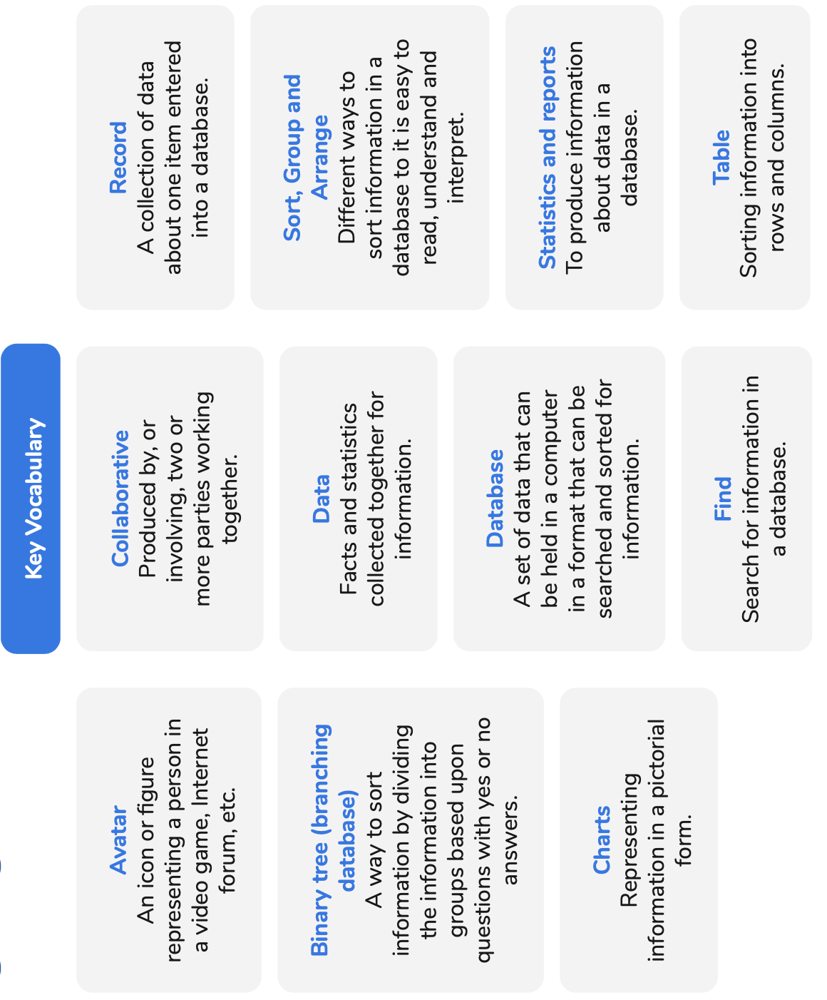 Key Vocabulary
Avatar
An icon or figure
representing a person in
a video game, Internet
forum, etc.
Binary tree (branching
database)
A way to sort
information by dividing
the information into
groups based upon
questions with yes or no
answers.
Charts
Representing
information in a pictorial
form.
Collaborative
Produced by, or
involving, two or
more parties working
together.
Data
Facts and statistics
collected together for
information.
Database
A set of data that can
be held in a computer
in a format that can be
searched and sorted for
information.
Find
Search for information in
a database.
Record
A collection of data
about one item entered
into a database.
Sort, Group and
Arrange
Different ways to
sort information in a
database to it is easy to
read, understand and
interpret.
Statistics and reports
To produce information
about data in a
database.
Table
Sorting information into
rows and columns.